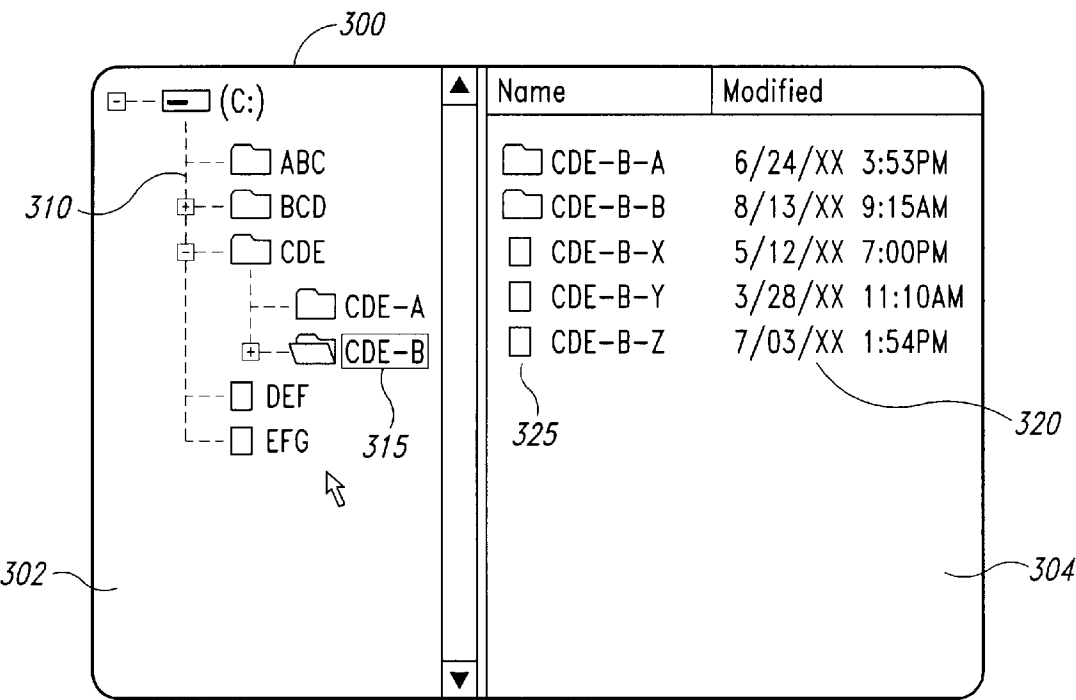 300
(C:)
Name Modified
ABC
CDE-B-A 6/24/XX 3:53PM
310
BCD
CDE-B-B 8/13/XX 9:15AM
CDE
CDE-B-X 5/12/XX 7:00PM
CDE-A
CDE-B-Y 3/28/XX 11:10AM
CDE-B
CDE-B-Z 7/03/XX 1:54PM
DEF
EFG
315
325
320
302
304